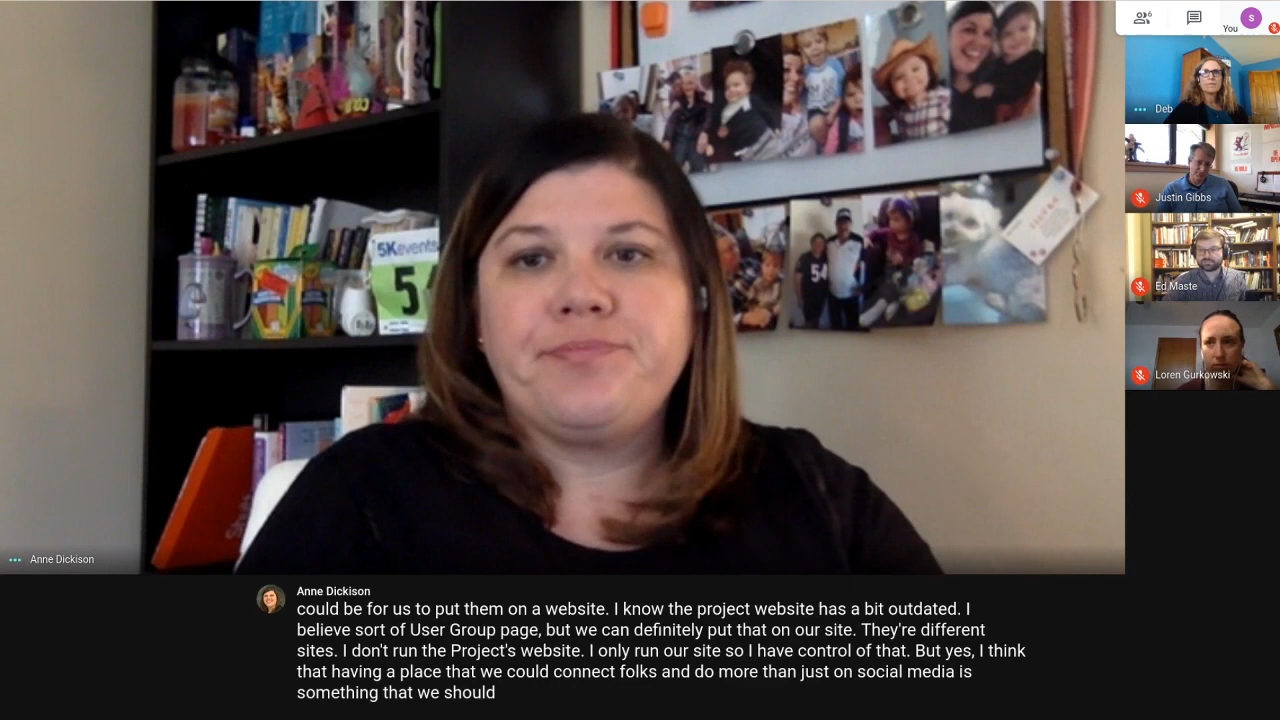 6
You
S
Deb
Justin Gibbs
Ed Maste
Loren Gurkowski
5Kevents
5
54
Anne Dickison
Anne Dickison
could be for us to put them on a website. I know the project website has a bit outdated. I
believe sort of User Group page, but we can definitely put that on our site. They're different
sites. I don't run the Project's website. I only run our site so I have control of that. But yes, I think
that having a place that we could connect folks and do more than just on social media is
something that we should